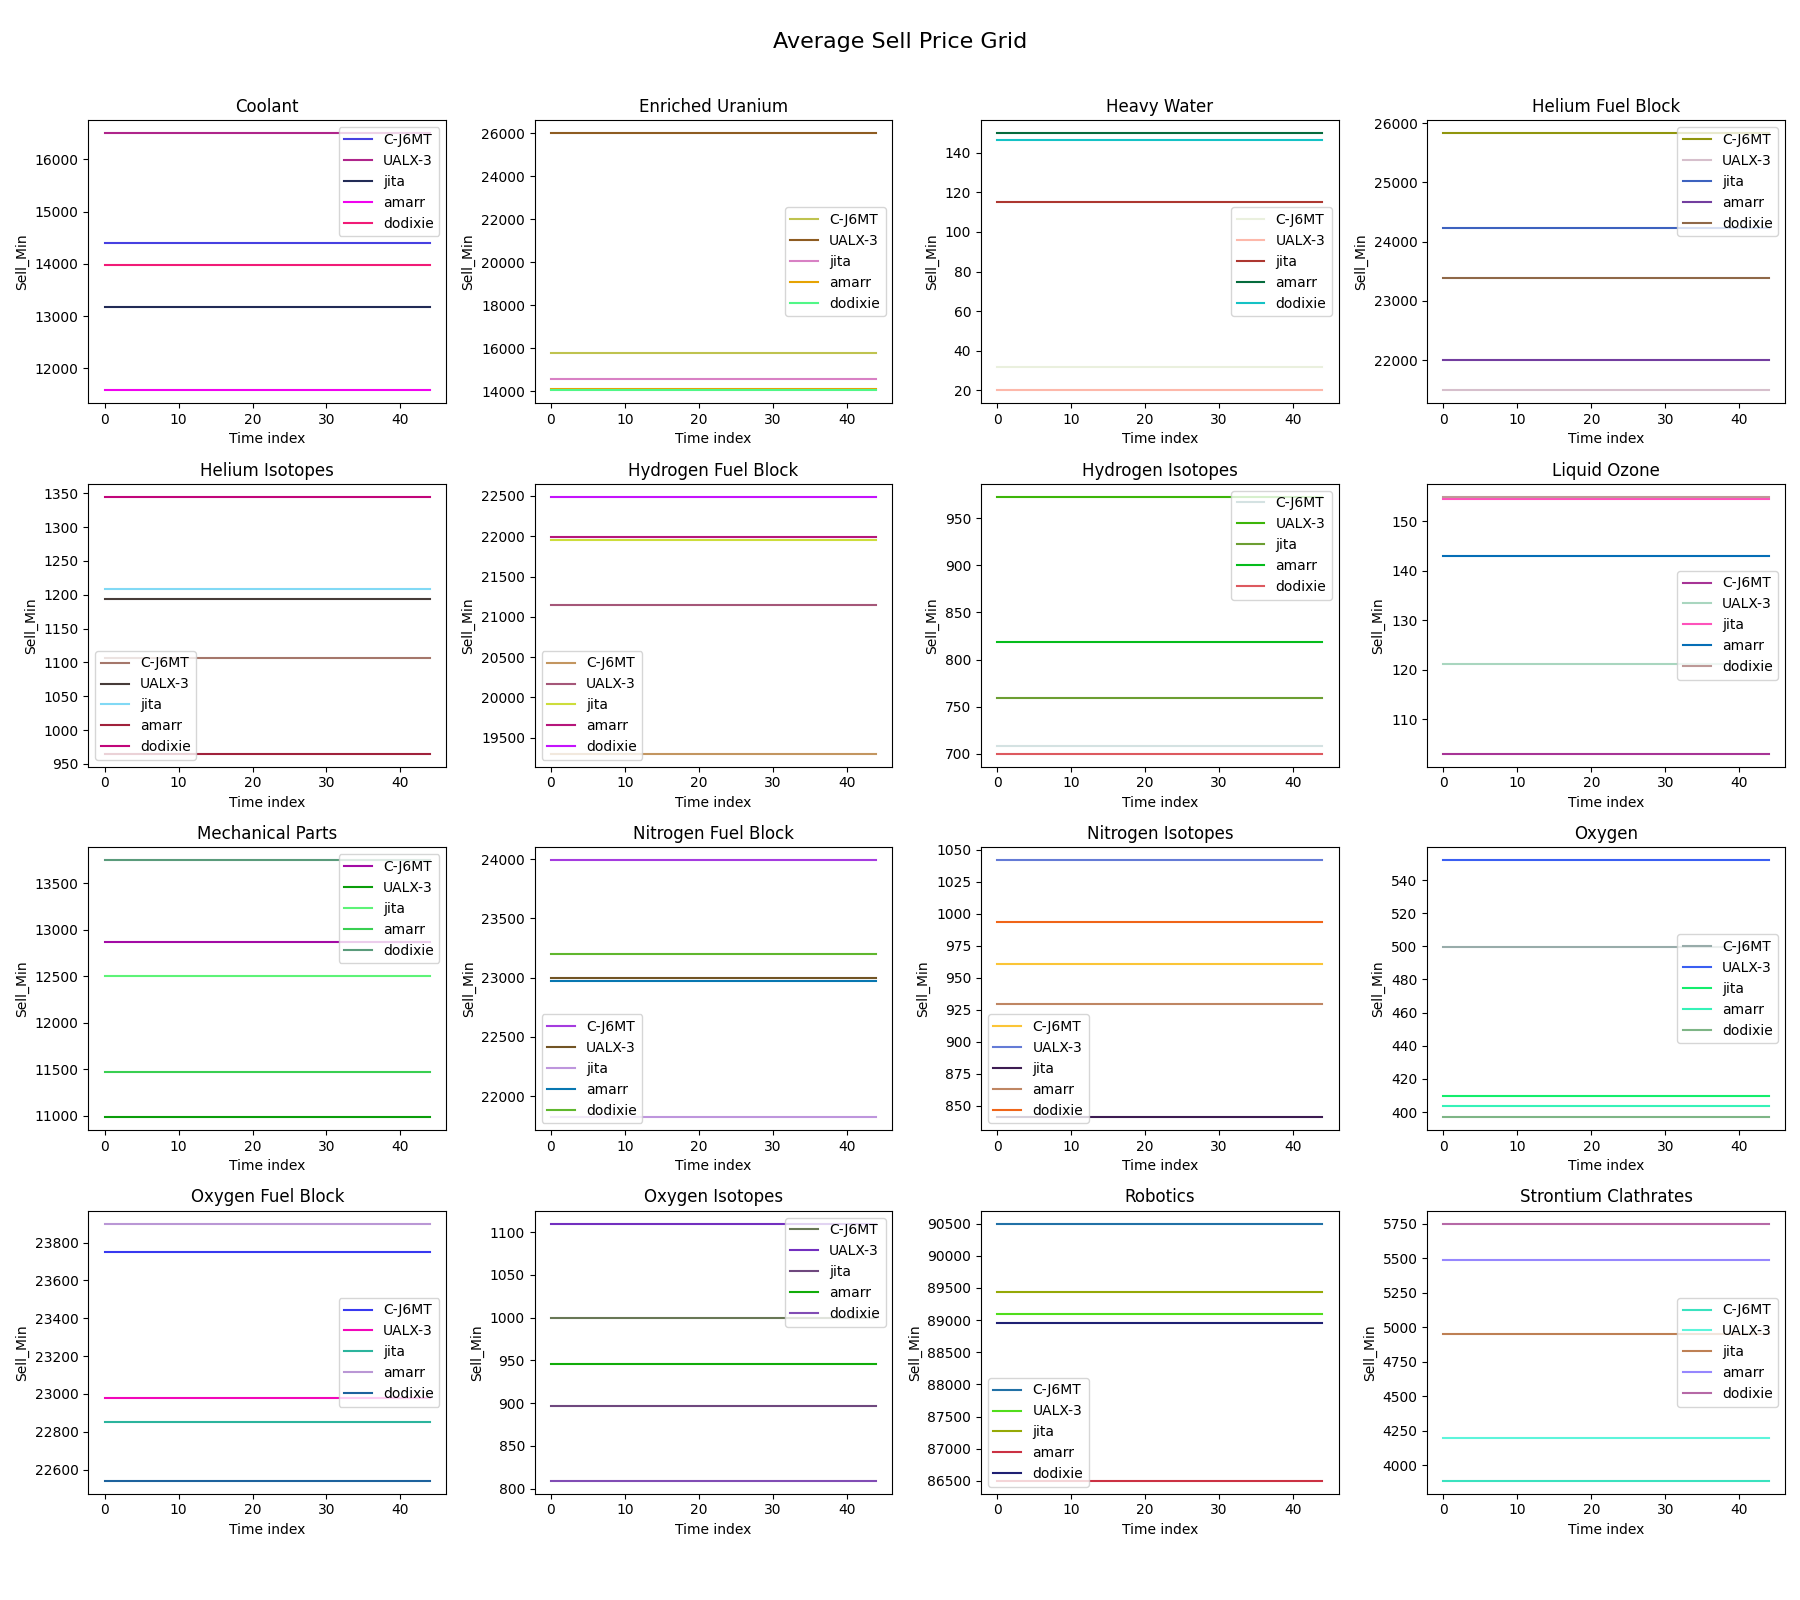 Average Sell Price Grid
Coolant
Sell_Min
16000
15000
14000
13000
12000
C-J6MT
UALX-3
jita
amarr
dodixie
0 10 20 30 40
Time index
Enriched Uranium
Sell_Min
26000
24000
22000
20000
18000
16000
14000
C-J6MT
UALX-3
jita
amarr
dodixie
0 10 20 30 40
Time index
Heavy Water
Sell_Min
140
120
100
80
60
40
20
C-J6MT
UALX-3
jita
amarr
dodixie
0 10 20 30 40
Time index
Helium Fuel Block
Sell_Min
26000
25000
24000
23000
22000
C-J6MT
UALX-3
jita
amarr
dodixie
0 10 20 30 40
Time index
Helium Isotopes
Sell_Min
1350
1300
1250
1200
1150
1100
1050
1000
950
C-J6MT
UALX-3
jita
amarr
dodixie
0 10 20 30 40
Time index
Hydrogen Fuel Block
Sell_Min
22500
22000
21500
21000
20500
20000
19500
C-J6MT
UALX-3
jita
amarr
dodixie
0 10 20 30 40
Time index
Hydrogen Isotopes
Sell_Min
950
900
850
800
750
700
C-J6MT
UALX-3
jita
amarr
dodixie
0 10 20 30 40
Time index
Liquid Ozone
Sell_Min
150
140
130
120
110
C-J6MT
UALX-3
jita
amarr
dodixie
0 10 20 30 40
Time index
Mechanical Parts
Sell_Min
13500
13000
12500
12000
11500
11000
C-J6MT
UALX-3
jita
amarr
dodixie
0 10 20 30 40
Time index
Nitrogen Fuel Block
Sell_Min
24000
23500
23000
22500
22000
C-J6MT
UALX-3
jita
amarr
dodixie
0 10 20 30 40
Time index
Nitrogen Isotopes
Sell_Min
1050
1025
1000
975
950
925
900
875
850
C-J6MT
UALX-3
jita
amarr
dodixie
0 10 20 30 40
Time index
Oxygen
Sell_Min
540
520
500
480
460
440
420
400
C-J6MT
UALX-3
jita
amarr
dodixie
0 10 20 30 40
Time index
Oxygen Fuel Block
Sell_Min
23800
23600
23400
23200
23000
22800
22600
C-J6MT
UALX-3
jita
amarr
dodixie
0 10 20 30 40
Time index
Oxygen Isotopes
Sell_Min
1100
1050
1000
950
900
850
800
C-J6MT
UALX-3
jita
amarr
dodixie
0 10 20 30 40
Time index
Robotics
Sell_Min
90500
90000
89500
89000
88500
88000
87500
87000
86500
C-J6MT
UALX-3
jita
amarr
dodixie
0 10 20 30 40
Time index
Strontium Clathrates
Sell_Min
5750
5500
5250
5000
4750
4500
4250
4000
C-J6MT
UALX-3
jita
amarr
dodixie
0 10 20 30 40
Time index